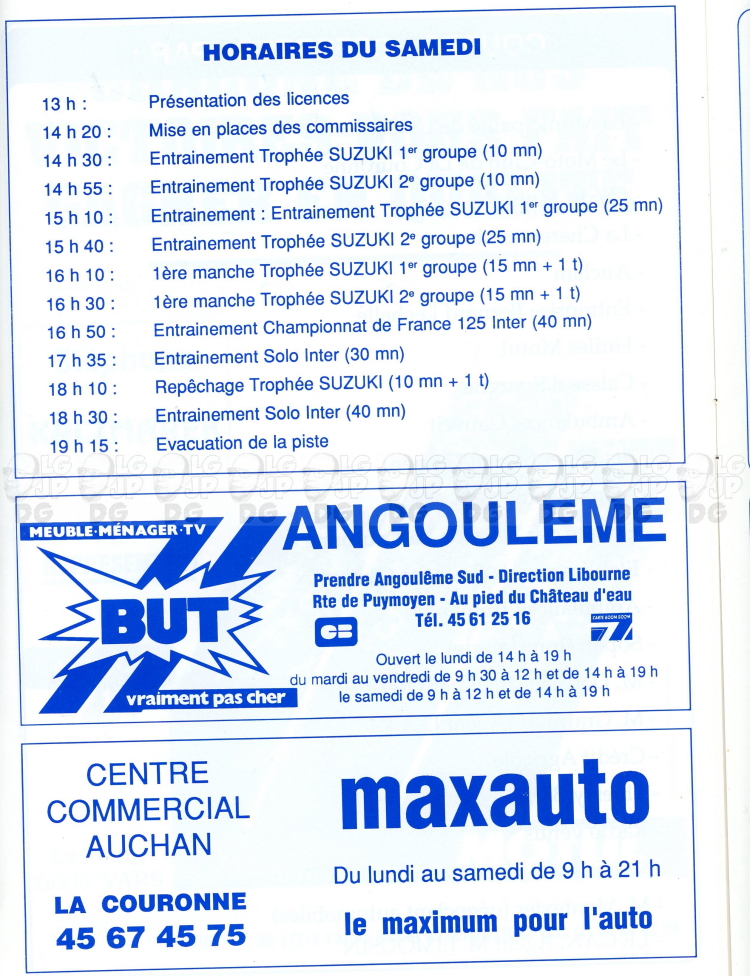 HORAIRES DU SAMEDI
13 h : Présentation des licences
14 h 20 : Mise en places des commissaires
14 h 30 : Entrainement Trophée SUZUKI 1er groupe (10 mn)
14 h 55 : Entrainement Trophée SUZUKI 2e groupe (10 mn)
15 h 10 : Entrainement : Entrainement Trophée SUZUKI 1er groupe (25 mn)
15 h 40 : Entrainement Trophée SUZUKI 2e groupe (25 mn)
16 h 10 : 1ère manche Trophée SUZUKI 1er groupe (15 mn + 1 t)
16 h 30 : 1ère manche Trophée SUZUKI 2e groupe (15 mn + 1 t)
16 h 50 : Entrainement Championnat de France 125 Inter (40 mn)
17 h 35 : Entrainement Solo Inter (30 mn)
18 h 10 : Repêchage Trophée SUZUKI (10 mn + 1 t)
18 h 30 : Entrainement Solo Inter (40 mn)
19 h 15 : Evacuation de la piste
MEUBLE·MÉNAGER·TV
BUT
vraiment pas cher
ANGOULEME
Prendre Angoulême Sud - Direction Libourne
Rte de Puymoyen - Au pied du Château d'eau
Tél. 45 61 25 16
CB
CARTE BOOM BOOM
Ouvert le lundi de 14 h à 19 h
du mardi au vendredi de 9 h 30 à 12 h et de 14 h à 19 h
le samedi de 9 h à 12 h et de 14 h à 19 h
CENTRE
COMMERCIAL
AUCHAN
LA COURONNE
45 67 45 75
maxauto
Du lundi au samedi de 9 h à 21 h
le maximum pour l'auto